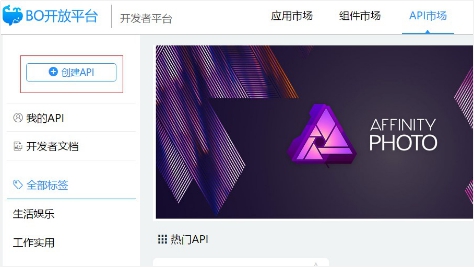 BO开放平台 开发者平台 应用市场 组件市场 API市场
创建API
我的API
开发者文档
全部标签
生活娱乐
工作实用
AFFINITY
PHOTO
热门API